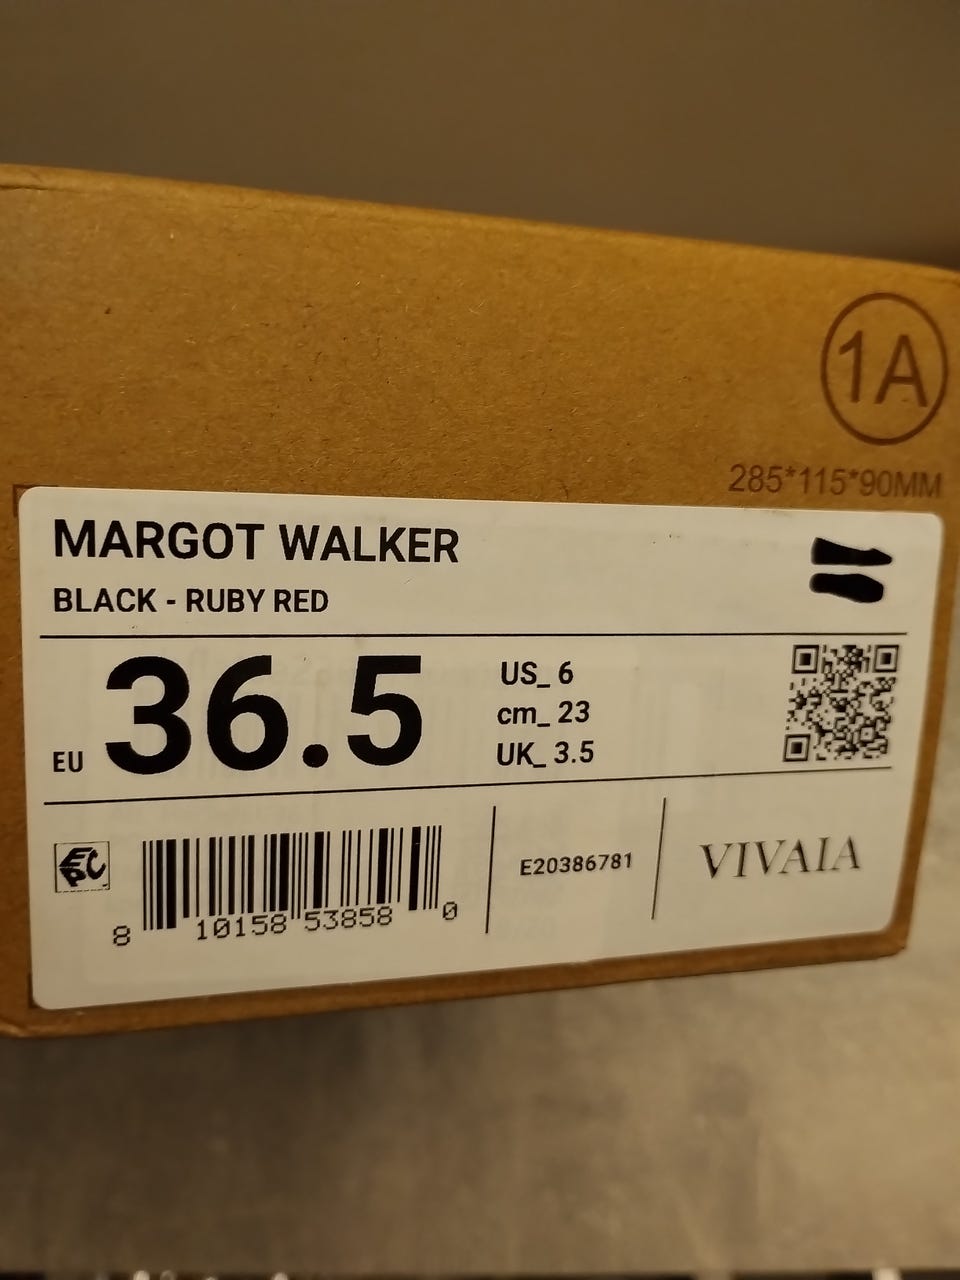 1A
285*115*90MM
MARGOT WALKER
BLACK - RUBY RED
EU 36.5
US_ 6
cm_ 23
UK_ 3.5
EPC
8 10158 53858 0
E20386781
VIVAIA